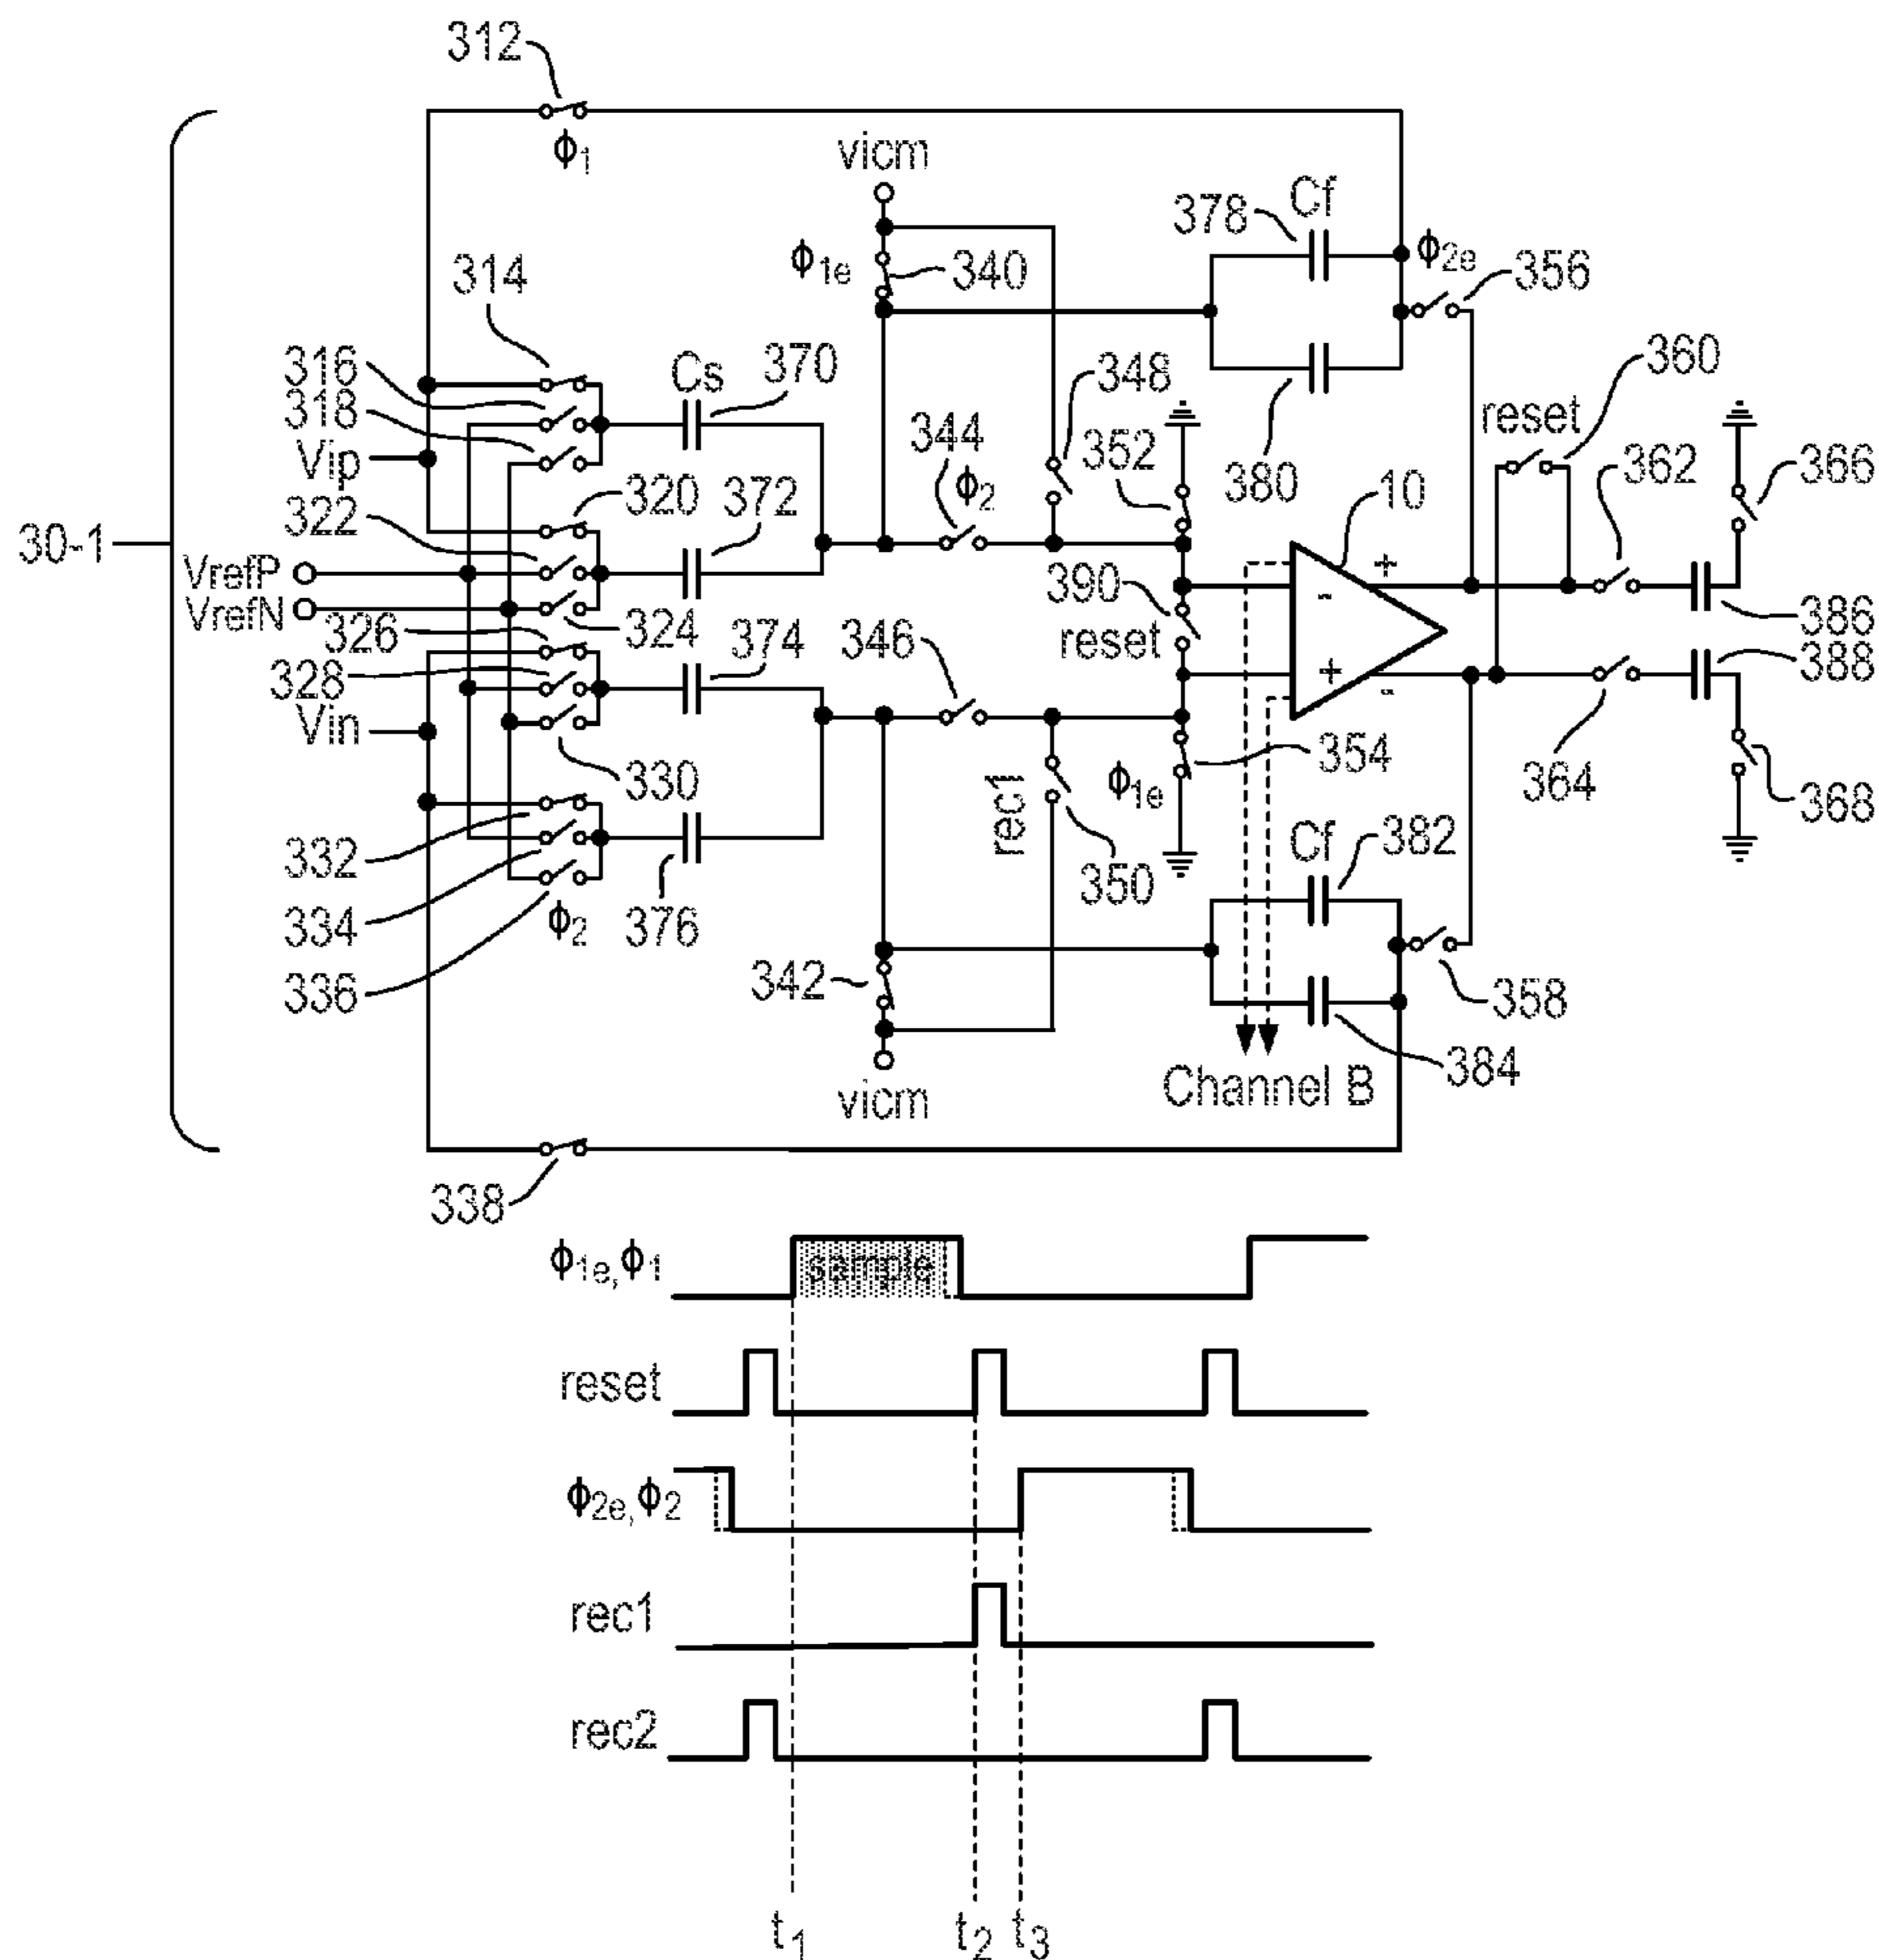 312
ϕ1
vicm
378
Cf
ϕ1e
340
ϕ2e
356
314
316
Cs
370
348
360
318
344
352
reset
Vip
ϕ2
380
10
362
366
320
322
372
30-1
VrefP
390
+
-
VrefN
326
324
reset
386
374
346
388
328
+
-
Vin
330
rec1
ϕ1e
354
364
368
332
Cf
382
334
ϕ2
376
350
336
342
358
384
vicm
Channel B
338
ϕ1e, ϕ1
sample
reset
ϕ2e, ϕ2
rec1
rec2
t1
t2
t3